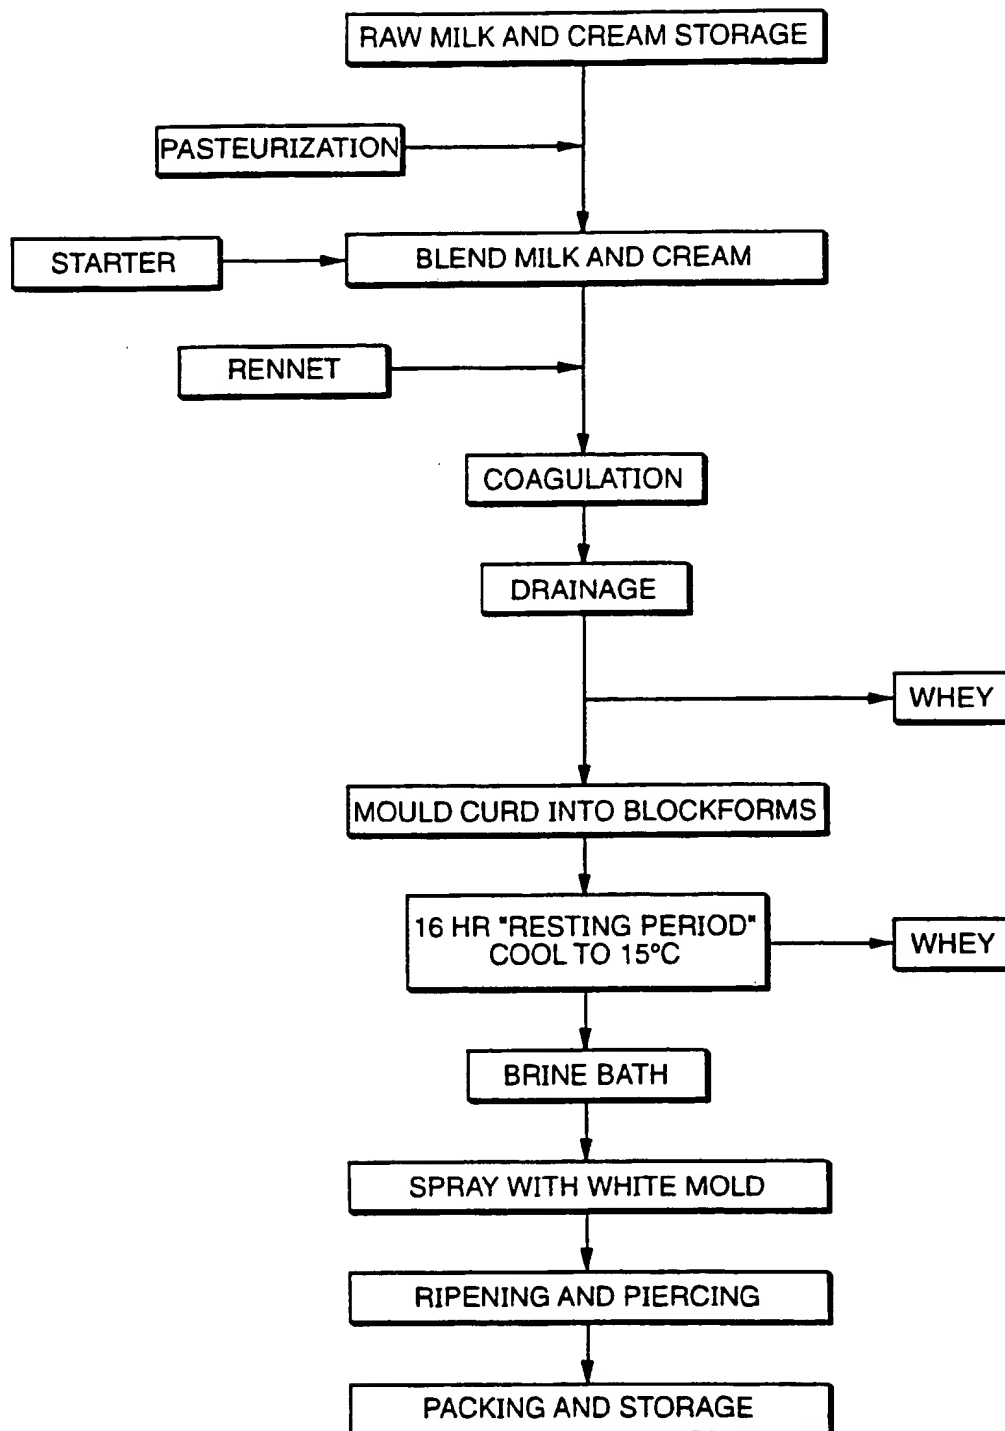 RAW MILK AND CREAM STORAGE
PASTEURIZATION
STARTER
BLEND MILK AND CREAM
RENNET
COAGULATION
DRAINAGE
WHEY
MOULD CURD INTO BLOCKFORMS
16 HR "RESTING PERIOD"
COOL TO 15ºC
WHEY
BRINE BATH
SPRAY WITH WHITE MOLD
RIPENING AND PIERCING
PACKING AND STORAGE